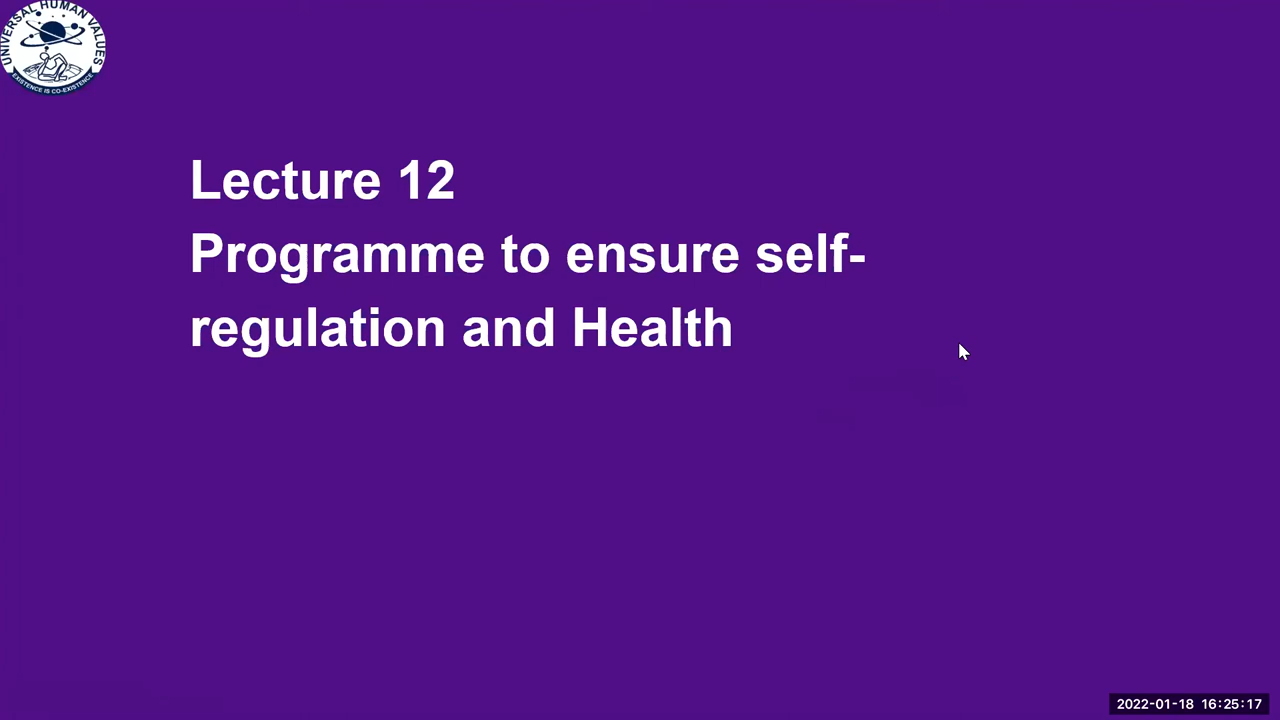 UNIVERSAL HUMAN VALUES
EXISTENCE IS CO-EXISTENCE
Lecture 12
Programme to ensure self-
regulation and Health
2022-01-18 16:25:17